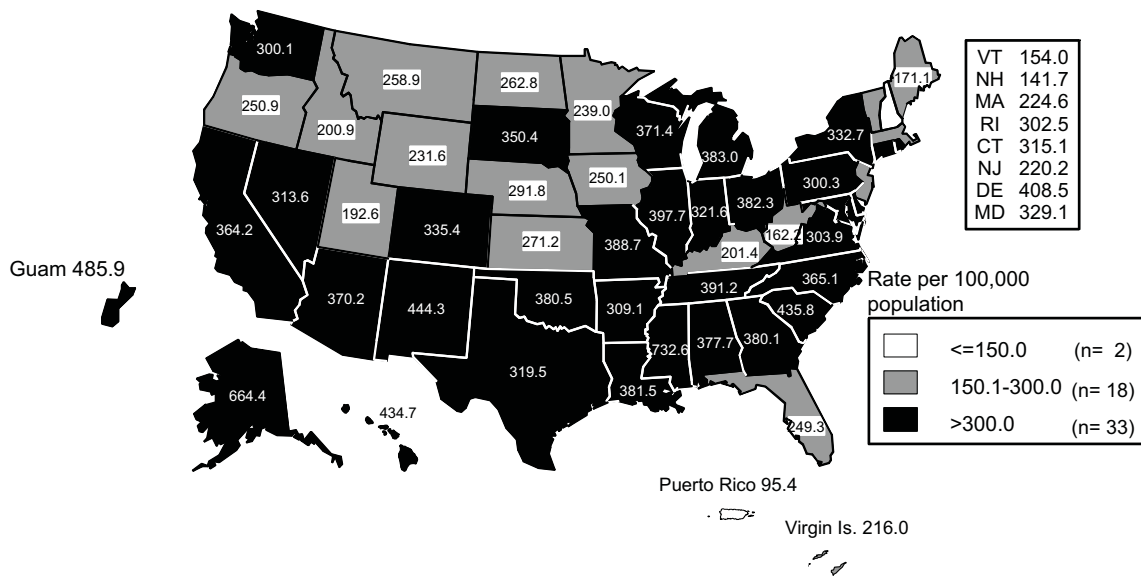 300.1
258.9
262.8
239.0
250.9
200.9
350.4
371.4
171.1
VT 154.0
NH 141.7
MA 224.6
RI 302.5
CT 315.1
NJ 220.2
DE 408.5
MD 329.1
332.7
383.0
231.6
291.8
250.1
300.3
313.6
192.6
364.2
335.4
271.2
388.7
397.7
321.6
382.3
162.2
303.9
201.4
Guam 485.9
370.2
444.3
380.5
309.1
391.2
365.1
435.8
732.6
377.7
380.1
319.5
381.5
249.3
664.4
434.7
Rate per 100,000
population
<=150.0 (n= 2)
150.1-300.0 (n= 18)
>300.0 (n= 33)
Puerto Rico 95.4
Virgin Is. 216.0